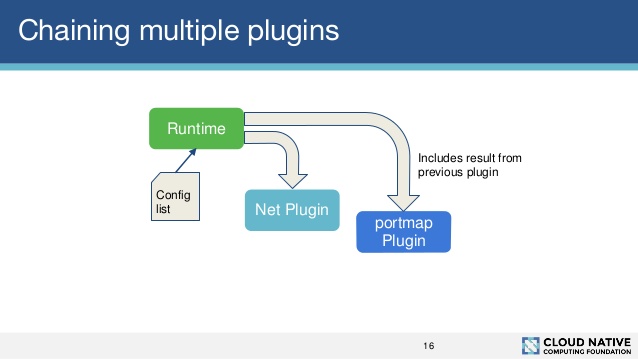 Chaining multiple plugins
Runtime
Includes result from
previous plugin
Config
list
Net Plugin
portmap
Plugin
16
CLOUD NATIVE
COMPUTING FOUNDATION